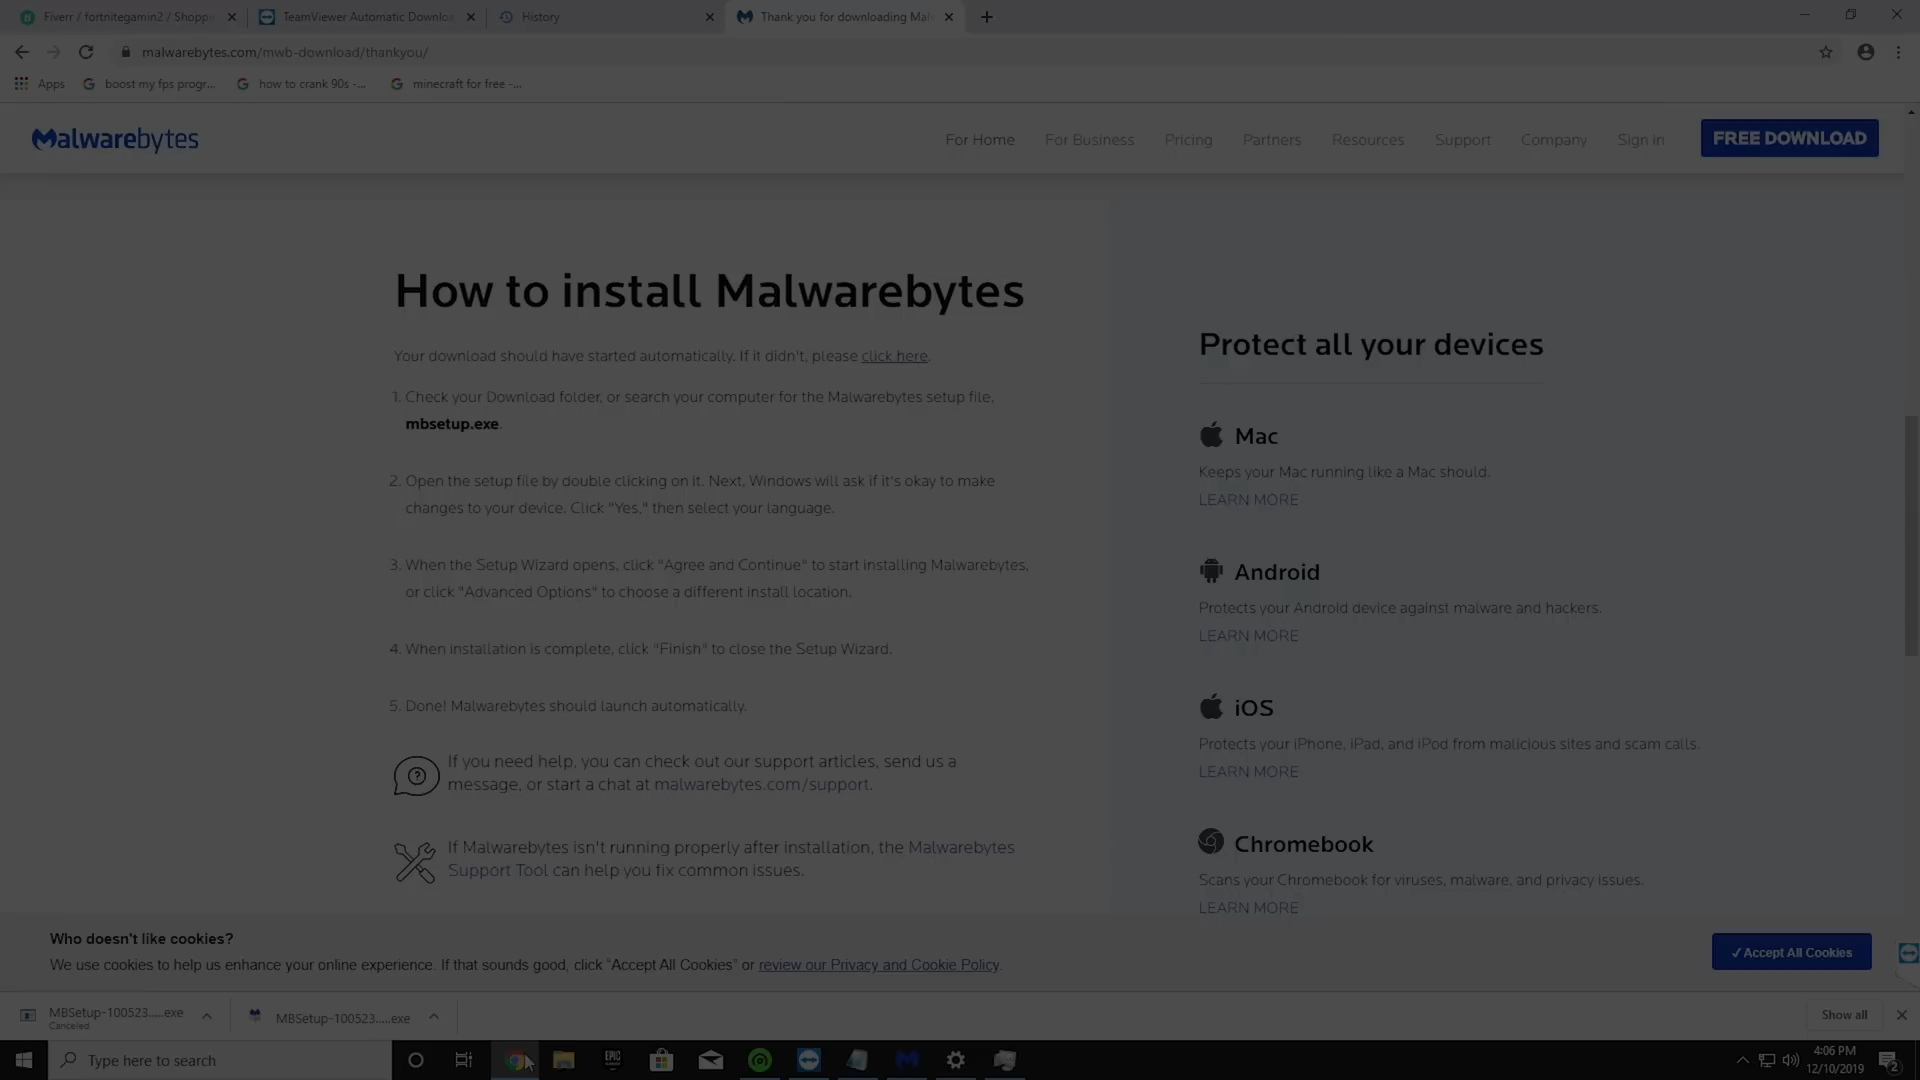 Fiverr / fortnitegamin2 / Shoppi
TeamViewer Automatic Downloa
History
Thank you for downloading Mal
malwarebytes.com/mwb-download/thankyou/
Apps
boost my fps progr...
how to crank 90s -...
minecraft for free -...
Malwarebytes
For Home
For Business
Pricing
Partners
Resources
Support
Company
Sign in
FREE DOWNLOAD
How to install Malwarebytes
Your download should have started automatically. If it didn't, please click here.
1. Check your Download folder, or search your computer for the Malwarebytes setup file,
mbsetup.exe.
2. Open the setup file by double clicking on it. Next, Windows will ask if it's okay to make
changes to your device. Click "Yes," then select your language.
3. When the Setup Wizard opens, click "Agree and Continue" to start installing Malwarebytes,
or click "Advanced Options" to choose a different install location.
4. When installation is complete, click "Finish" to close the Setup Wizard.
5. Done! Malwarebytes should launch automatically.
If you need help, you can check out our support articles, send us a
message, or start a chat at malwarebytes.com/support.
If Malwarebytes isn't running properly after installation, the Malwarebytes
Support Tool can help you fix common issues.
Protect all your devices
Mac
Keeps your Mac running like a Mac should.
LEARN MORE
Android
Protects your Android device against malware and hackers.
LEARN MORE
iOS
Protects your iPhone, iPad, and iPod from malicious sites and scam calls.
LEARN MORE
Chromebook
Scans your Chromebook for viruses, malware, and privacy issues.
LEARN MORE
Who doesn't like cookies?
We use cookies to help us enhance your online experience. If that sounds good, click “Accept All Cookies” or review our Privacy and Cookie Policy.
✓ Accept All Cookies
MBSetup-100523.....exe
Canceled
MBSetup-100523.....exe
Show all
Type here to search
EPIC
4:06 PM
12/10/2019
2